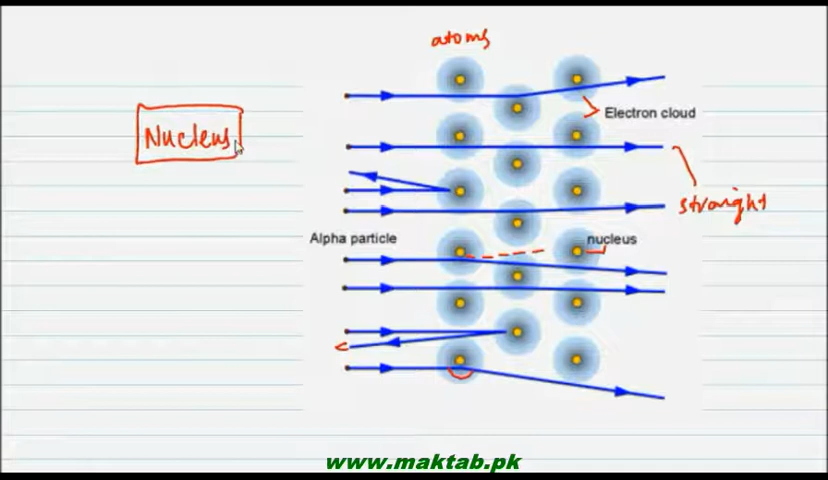 atoms
Electron cloud
Nucleus
straight
Alpha particle
nucleus
www.maktab.pk